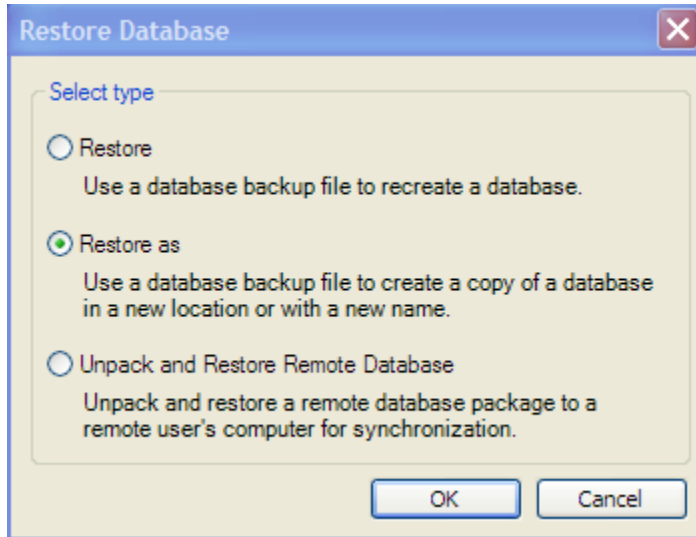 Restore Database
Select type
Restore
Use a database backup file to recreate a database.
Restore as
Use a database backup file to create a copy of a database
in a new location or with a new name.
Unpack and Restore Remote Database
Unpack and restore a remote database package to a
remote user's computer for synchronization.
OK Cancel